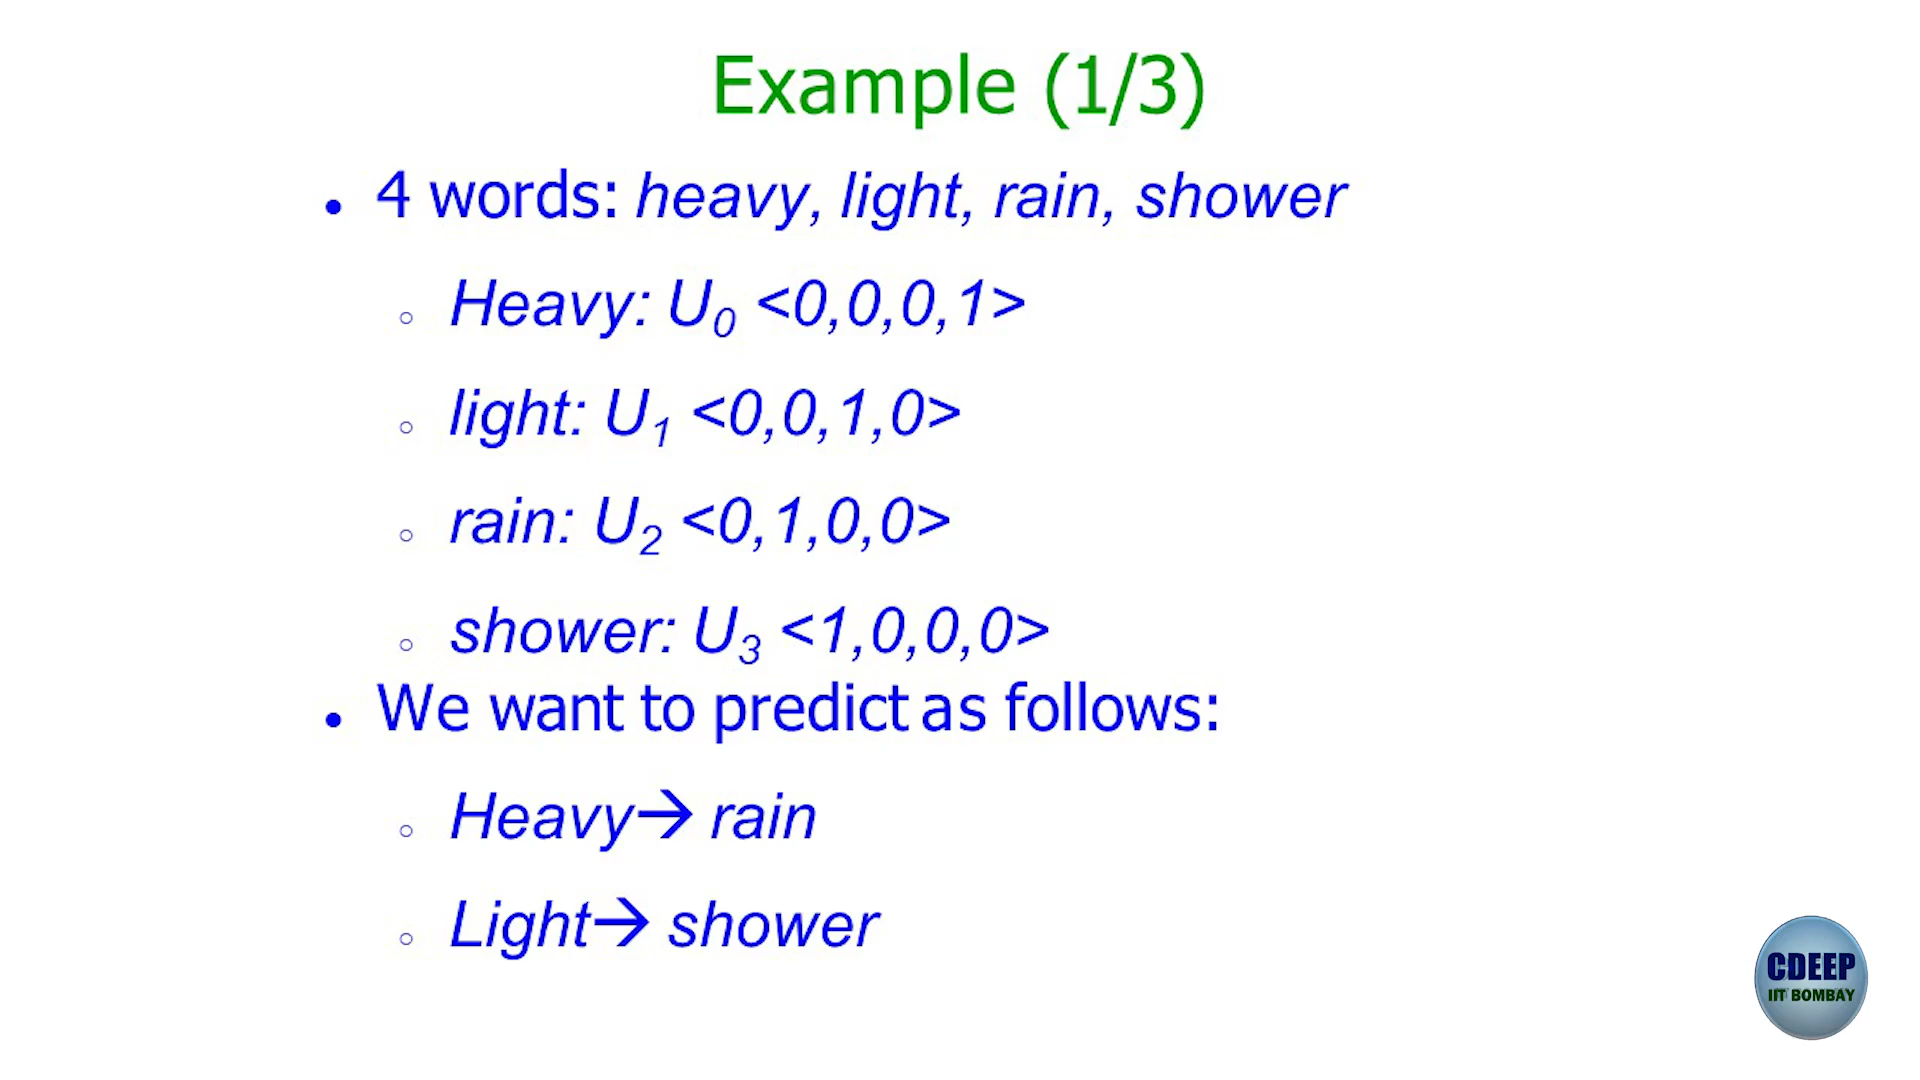 Example (1/3)
• 4 words: heavy, light, rain, shower
○ Heavy: U₀ <0,0,0,1>
○ light: U₁ <0,0,1,0>
○ rain: U₂ <0,1,0,0>
○ shower: U₃ <1,0,0,0>
• We want to predict as follows:
○ Heavy→ rain
○ Light→ shower
CDEEP
IIT BOMBAY